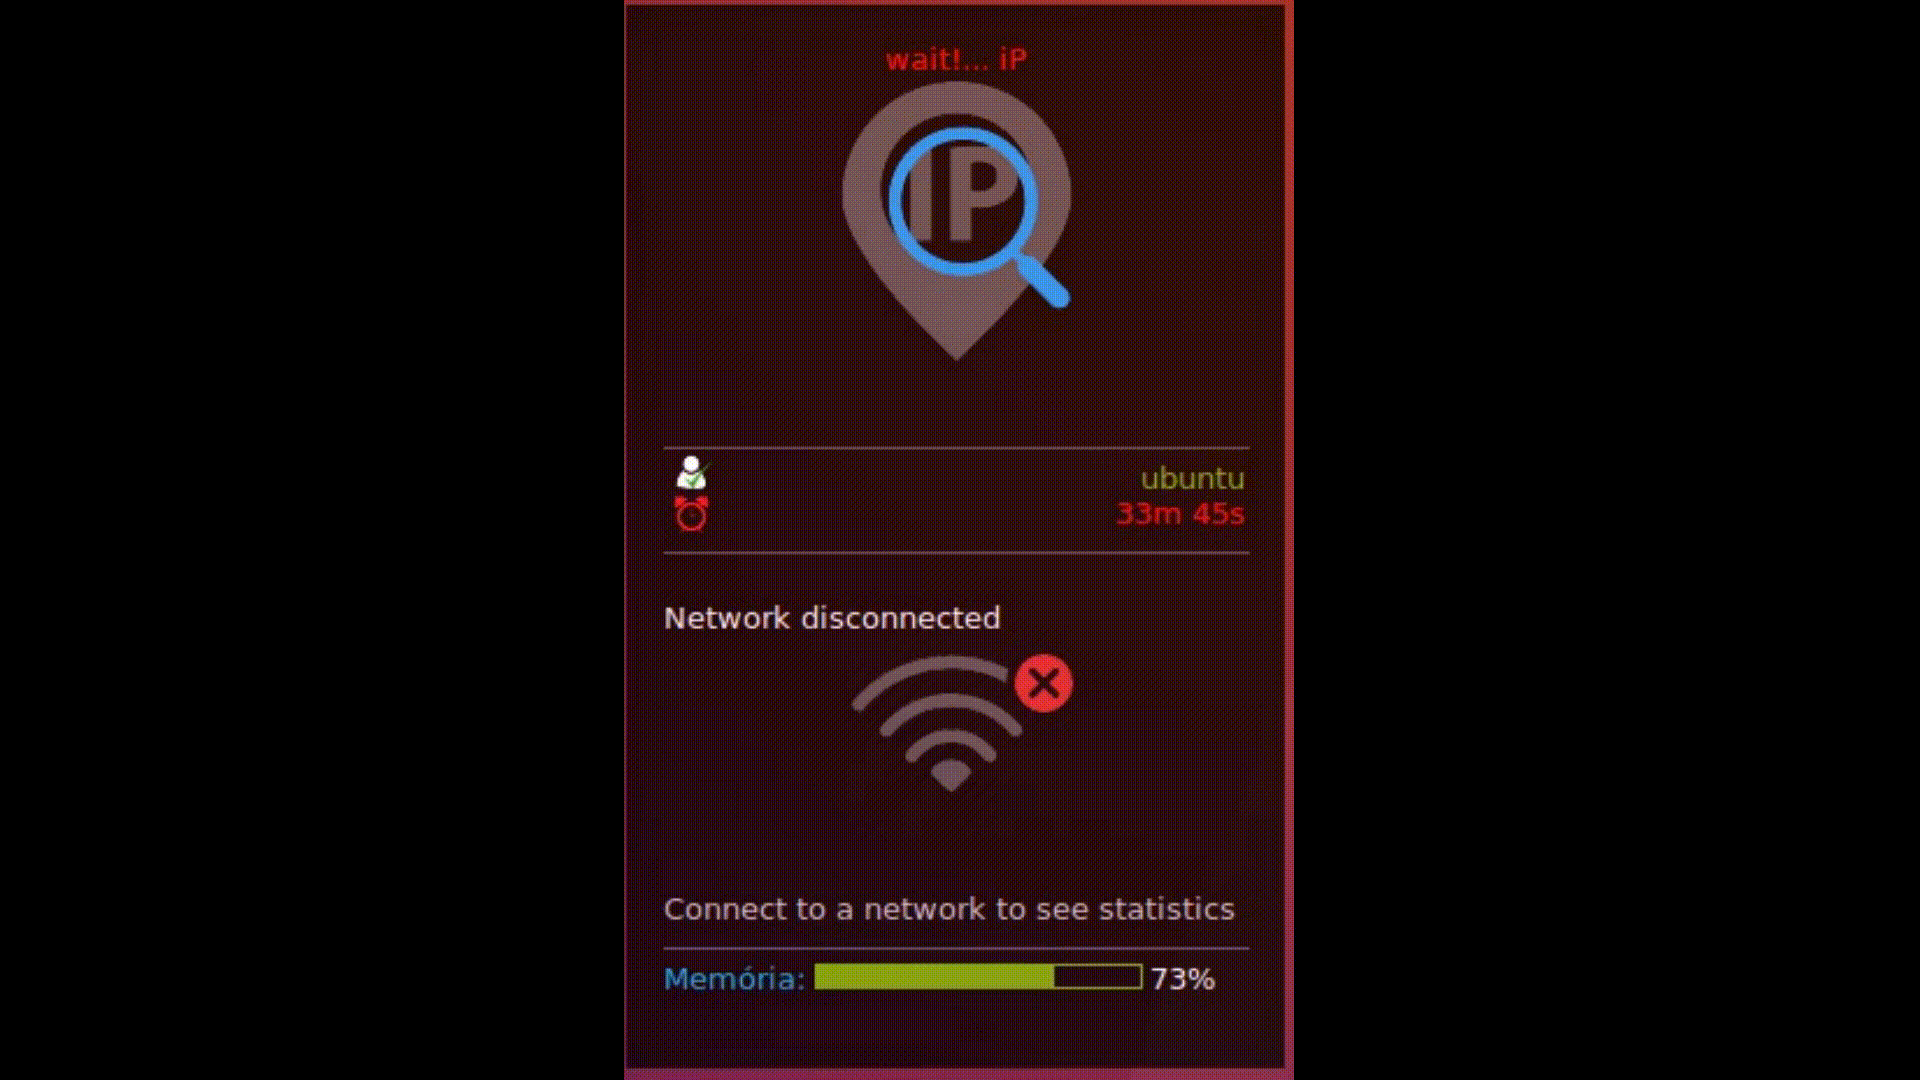 wait!... iP
IP
ubuntu
33m 45s
Network disconnected
Connect to a network to see statistics
Memória: 73%